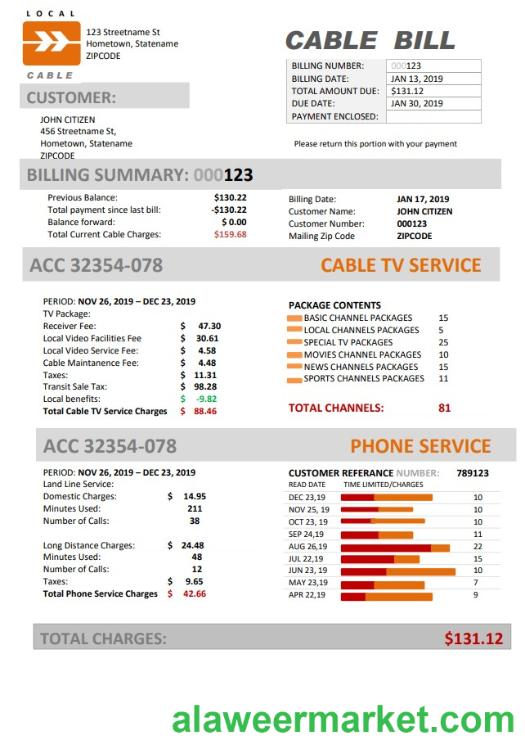 LOCAL
CABLE
123 Streetname St
Hometown, Statename
ZIPCODE
CABLE BILL
BILLING NUMBER: 000123
BILLING DATE: JAN 13, 2019
TOTAL AMOUNT DUE: $131.12
DUE DATE: JAN 30, 2019
PAYMENT ENCLOSED:
CUSTOMER:
JOHN CITIZEN
456 Streetname St,
Hometown, Statename
ZIPCODE
Please return this portion with your payment
BILLING SUMMARY: 000123
Previous Balance: $130.22
Total payment since last bill: -$130.22
Balance forward: $ 0.00
Total Current Cable Charges: $159.68
Billing Date: JAN 17, 2019
Customer Name: JOHN CITIZEN
Customer Number: 000123
Mailing Zip Code ZIPCODE
ACC 32354-078 CABLE TV SERVICE
PERIOD: NOV 26, 2019 – DEC 23, 2019
TV Package:
Receiver Fee: $ 47.30
Local Video Facilities Fee $ 30.61
Local Video Service Fee: $ 4.58
Cable Maintanence Fee: $ 4.48
Taxes: $ 11.31
Transit Sale Tax: $ 98.28
Local benefits: $ -9.82
Total Cable TV Service Charges $ 88.46
PACKAGE CONTENTS
BASIC CHANNEL PACKAGES 15
LOCAL CHANNELS PACKAGES 5
SPECIAL TV PACKAGES 25
MOVIES CHANNEL PACKAGES 10
NEWS CHANNEL PACKAGES 15
SPORTS CHANNEL PACKAGES 11
TOTAL CHANNELS: 81
ACC 32354-078 PHONE SERVICE
PERIOD: NOV 26, 2019 – DEC 23, 2019
Land Line Service:
Domestic Charges: $ 14.95
Minutes Used: 211
Number of Calls: 38
Long Distance Charges: $ 24.48
Minutes Used: 48
Number of Calls: 12
Taxes: $ 9.65
Total Phone Service Charges $ 42.66
CUSTOMER REFERANCE NUMBER: 789123
READ DATE TIME LIMITED/CHARGES
DEC 23,19 10
NOV 25, 19 10
OCT 23, 19 10
SEP 24,19 11
AUG 26,19 22
JUL 22,19 15
JUN 23, 19 10
MAY 23,19 7
APR 22,19 9
TOTAL CHARGES: $131.12
alaweermarket.com